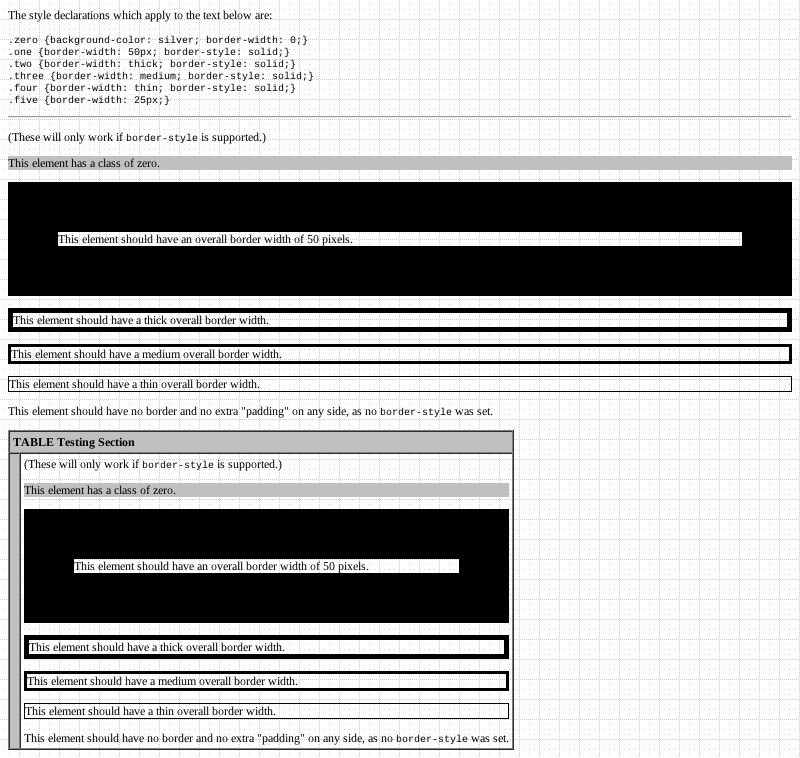 The style declarations which apply to the text below are:
.zero {background-color: silver; border-width: 0;}
.one {border-width: 50px; border-style: solid;}
.two {border-width: thick; border-style: solid;}
.three {border-width: medium; border-style: solid;}
.four {border-width: thin; border-style: solid;}
.five {border-width: 25px;}
(These will only work if border-style is supported.)
This element has a class of zero.
This element should have an overall border width of 50 pixels.
This element should have a thick overall border width.
This element should have a medium overall border width.
This element should have a thin overall border width.
This element should have no border and no extra "padding" on any side, as no border-style was set.
TABLE Testing Section
(These will only work if border-style is supported.)
This element has a class of zero.
This element should have an overall border width of 50 pixels.
This element should have a thick overall border width.
This element should have a medium overall border width.
This element should have a thin overall border width.
This element should have no border and no extra "padding" on any side, as no border-style was set.